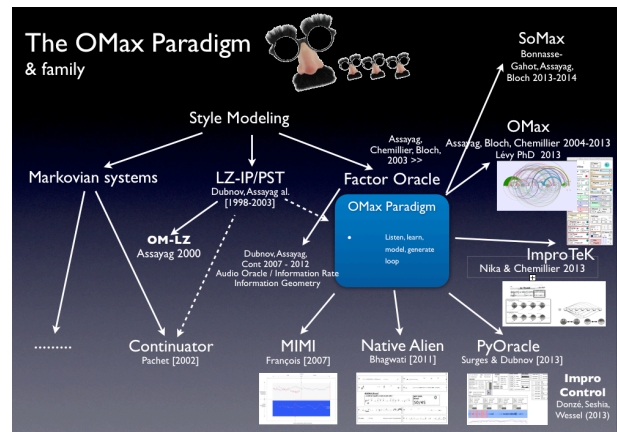 The OMax Paradigm
& family
SoMax
Bonnasse-
Gahot, Assayag,
Bloch 2013-2014
Style Modeling
Assayag,
Chemillier, Bloch,
2003 >>
OMax
Assayag, Bloch, Chemillier 2004-2013
Lévy PhD 2013
Markovian systems
LZ-IP/PST
Dubnov, Assayag al.
[1998-2003]
Factor Oracle
OMax Paradigm
• Listen, learn,
model, generate
loop
OM-LZ
Assayag 2000
Dubnov, Assayag,
Cont 2007 - 2012
Audio Oracle / Information Rate
Information Geometry
ImproTeK
Nika & Chemillier 2013
.........
Continuator
Pachet [2002]
MIMI
François [2007]
Native Alien
Bhagwati [2011]
PyOracle
Surges & Dubnov [2013]
Impro
Control
Donzé, Seshia,
Wessel (2013)